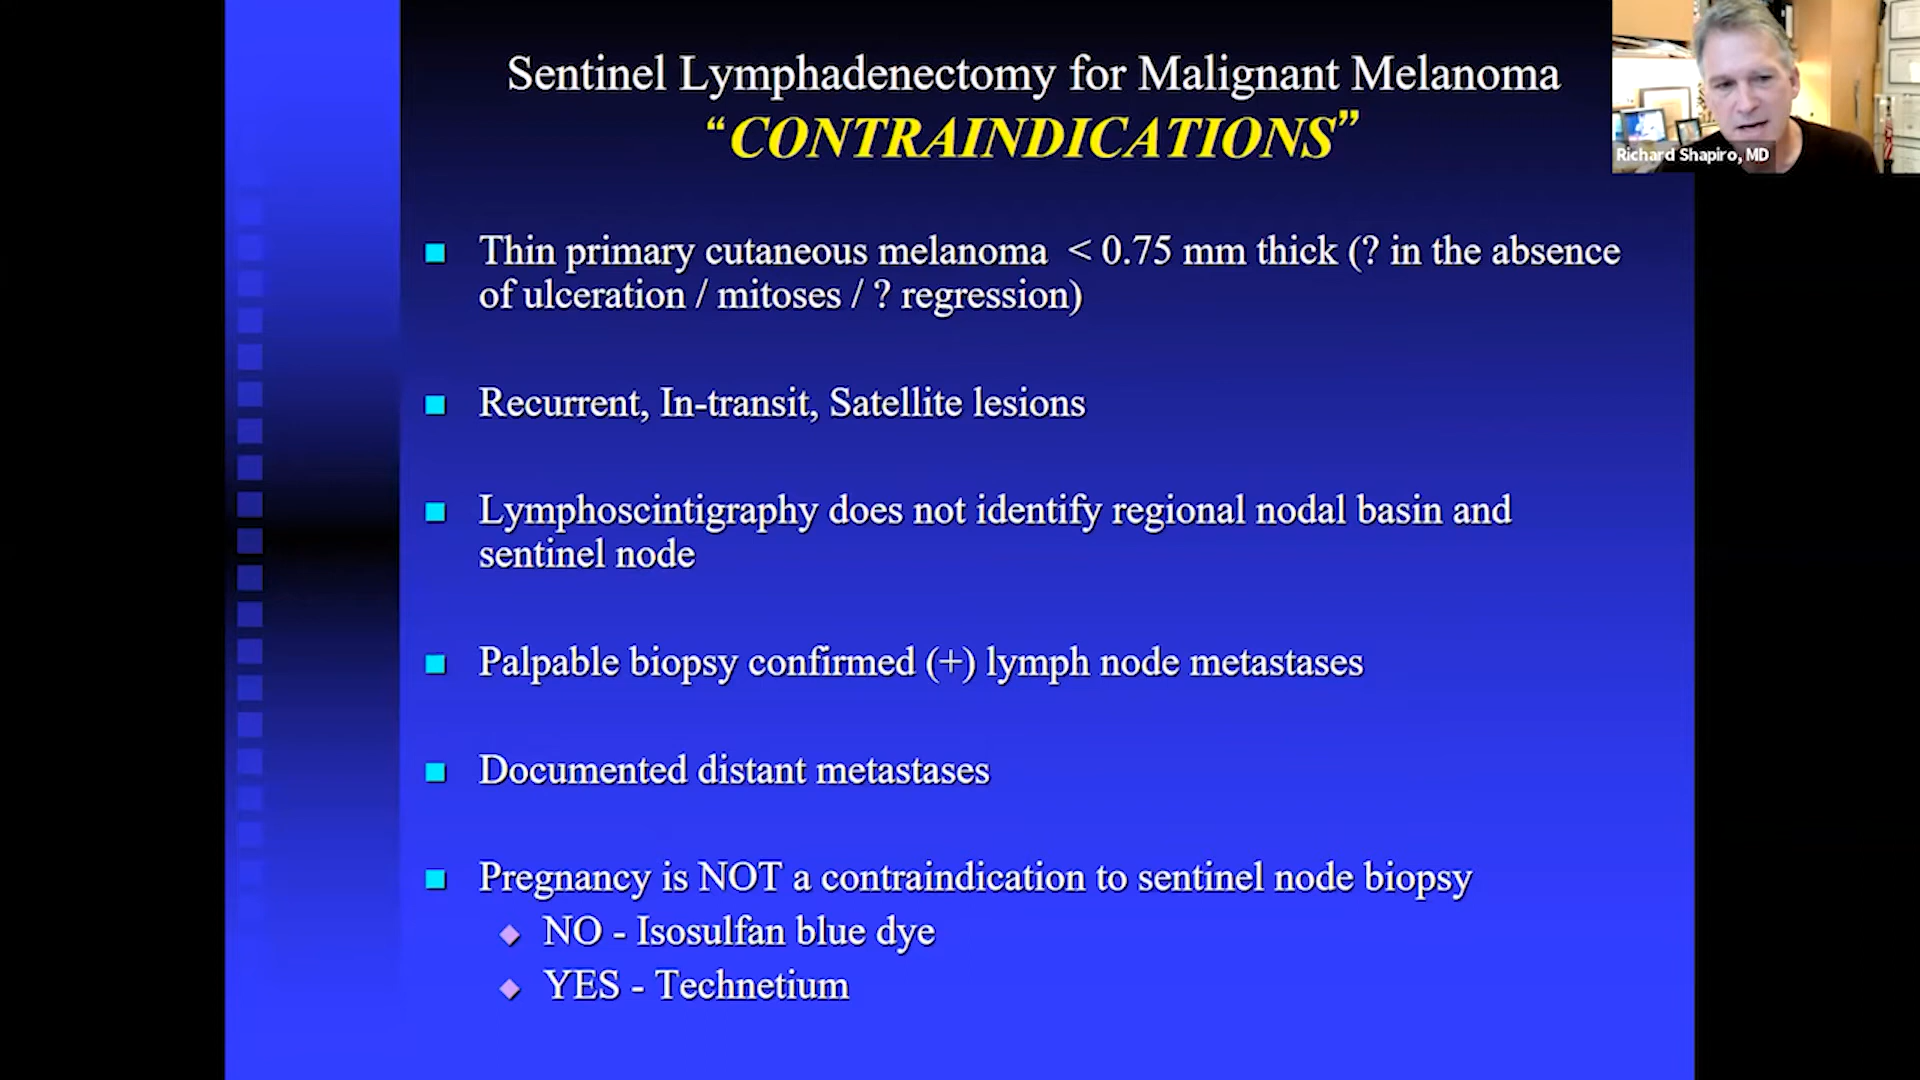 Sentinel Lymphadenectomy for Malignant Melanoma
“CONTRAINDICATIONS”
Richard Shapiro, MD
Thin primary cutaneous melanoma < 0.75 mm thick (? in the absence
of ulceration / mitoses / ? regression)
Recurrent, In-transit, Satellite lesions
Lymphoscintigraphy does not identify regional nodal basin and
sentinel node
Palpable biopsy confirmed (+) lymph node metastases
Documented distant metastases
Pregnancy is NOT a contraindication to sentinel node biopsy
NO - Isosulfan blue dye
YES - Technetium